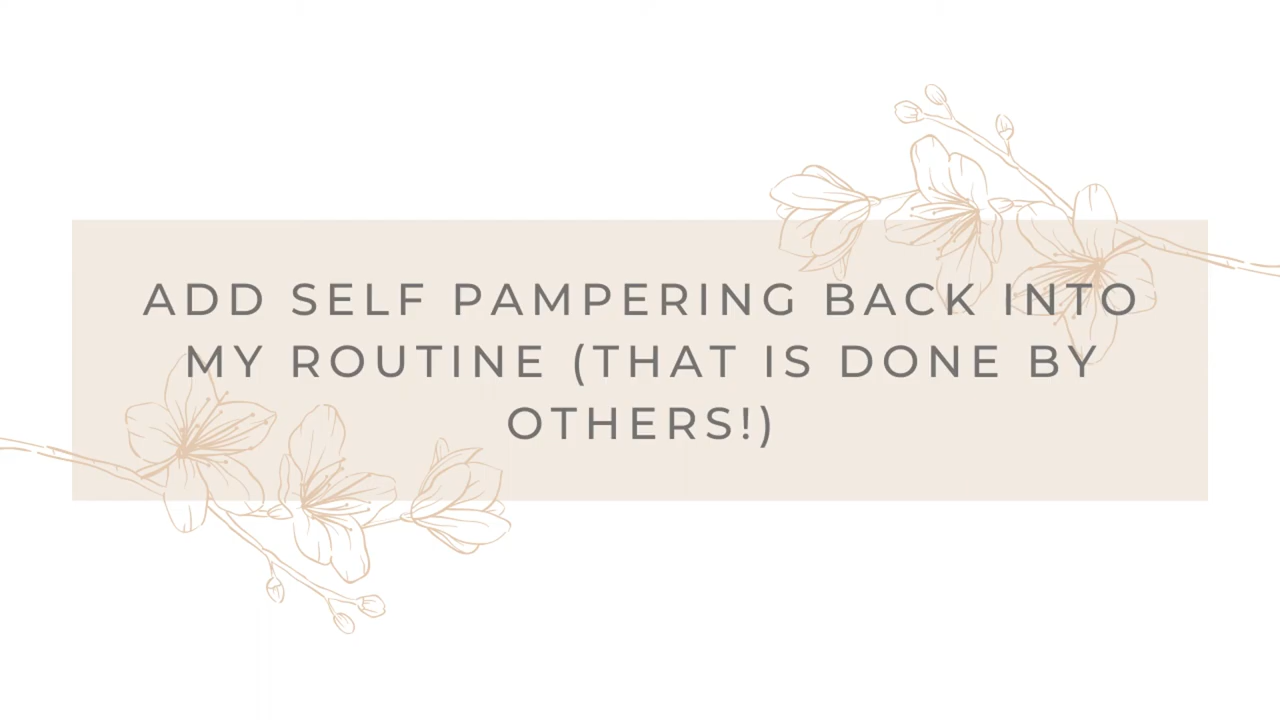 ADD SELF PAMPERING BACK INTO
MY ROUTINE (THAT IS DONE BY
OTHERS!)